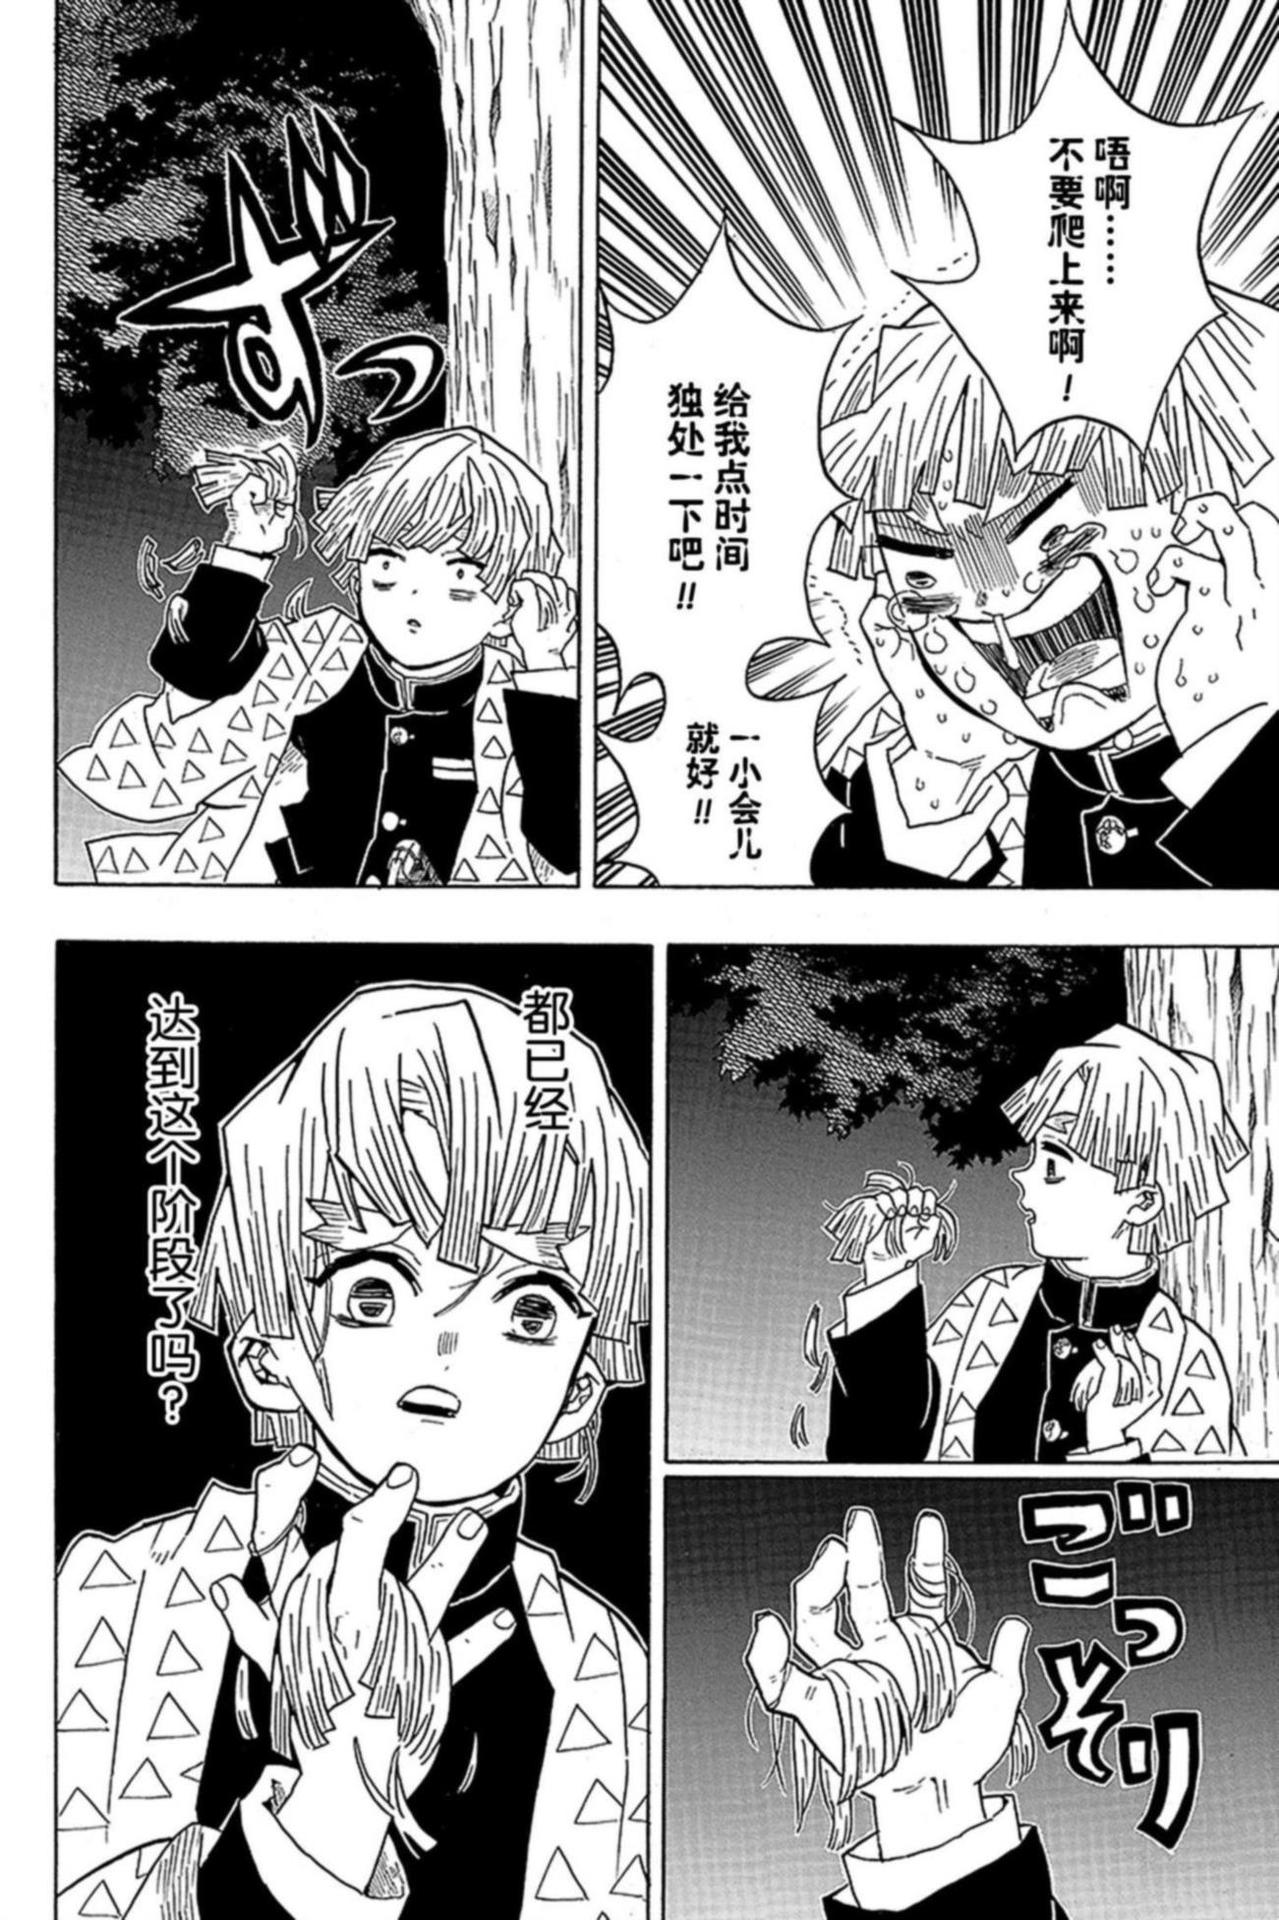 唔啊……
不要爬上来啊！
给我点时间
独处一下吧!!
一小会儿
就好!!
ずるっ
ごっそり
都已经
达到这个阶段了吗？